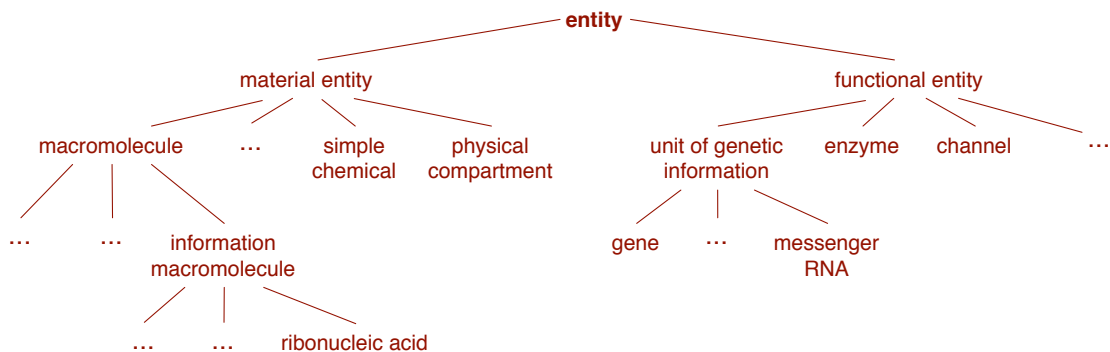 entity
material entity
functional entity
macromolecule
...
simple
chemical
physical
compartment
unit of genetic
information
enzyme
channel
...
...
...
information
macromolecule
gene
...
messenger
RNA
...
...
ribonucleic acid